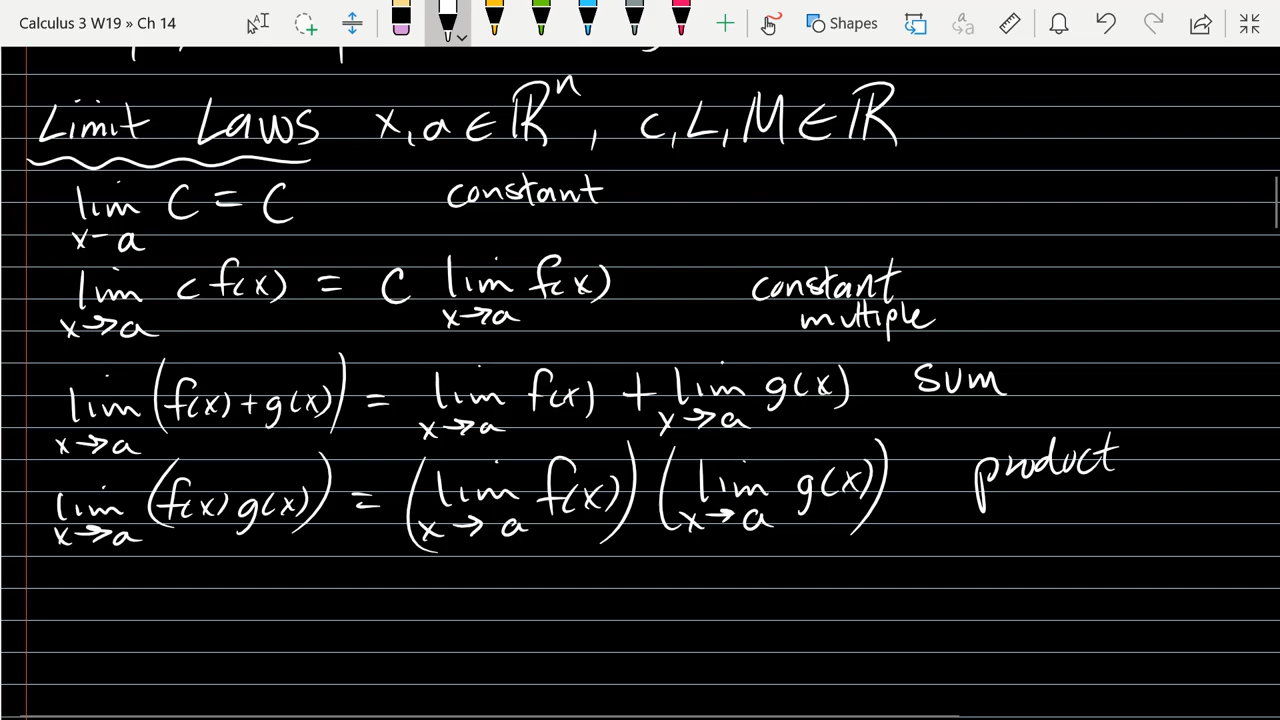 Calculus 3 W19 » Ch 14
Shapes
Limit Laws x, a ∈ ℝⁿ, c, L, M ∈ ℝ
lim x→a C = C constant
lim x→a c f(x) = C lim x→a f(x) constant multiple
lim x→a (f(x) + g(x)) = lim x→a f(x) + lim x→a g(x) sum
lim x→a (f(x) g(x)) = (lim x→a f(x)) (lim x→a g(x)) product